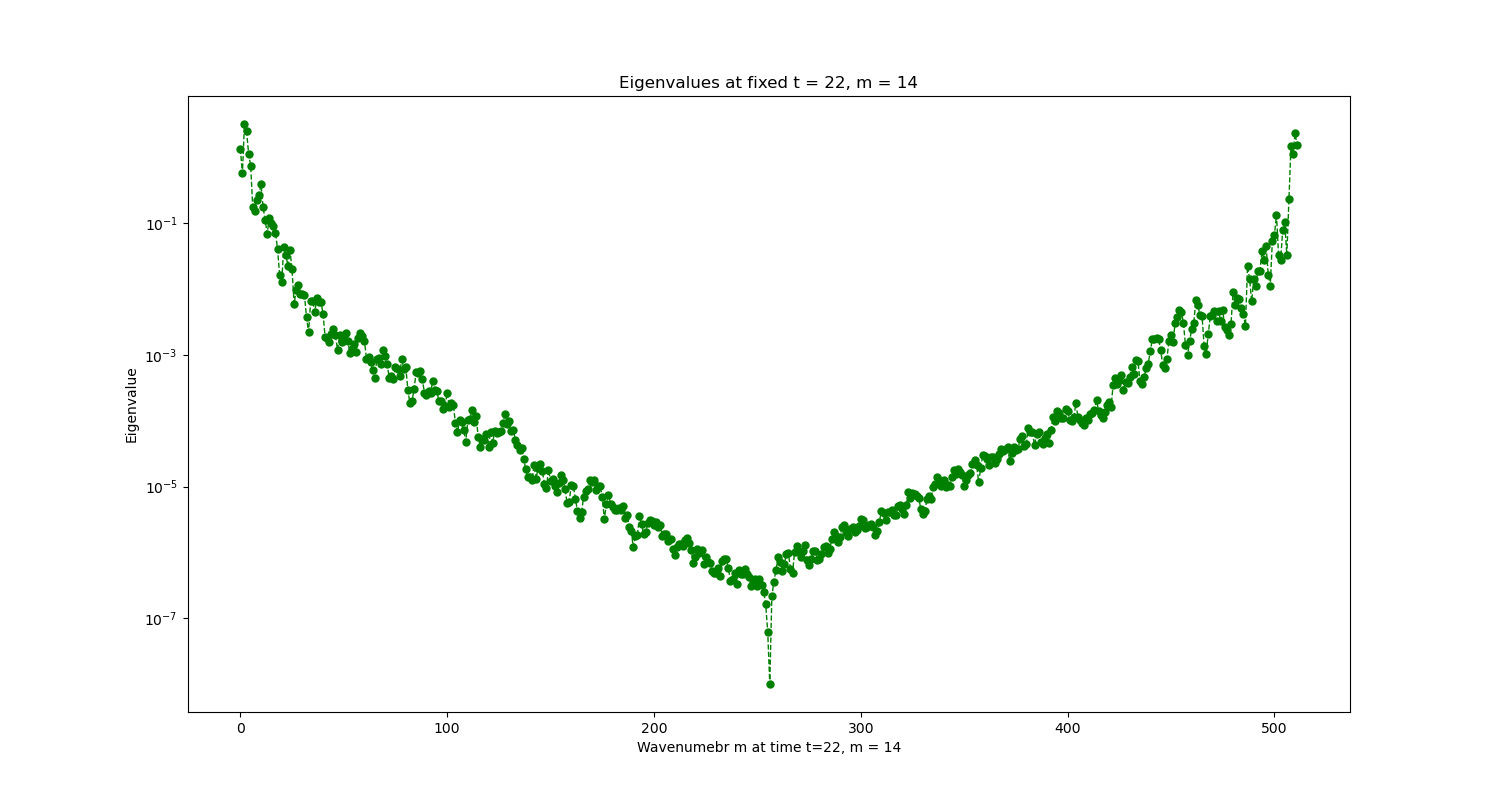 Eigenvalues at fixed t = 22, m = 14
Eigenvalue
10⁻¹
10⁻³
10⁻⁵
10⁻⁷
0 100 200 300 400 500
Wavenumebr m at time t=22, m = 14